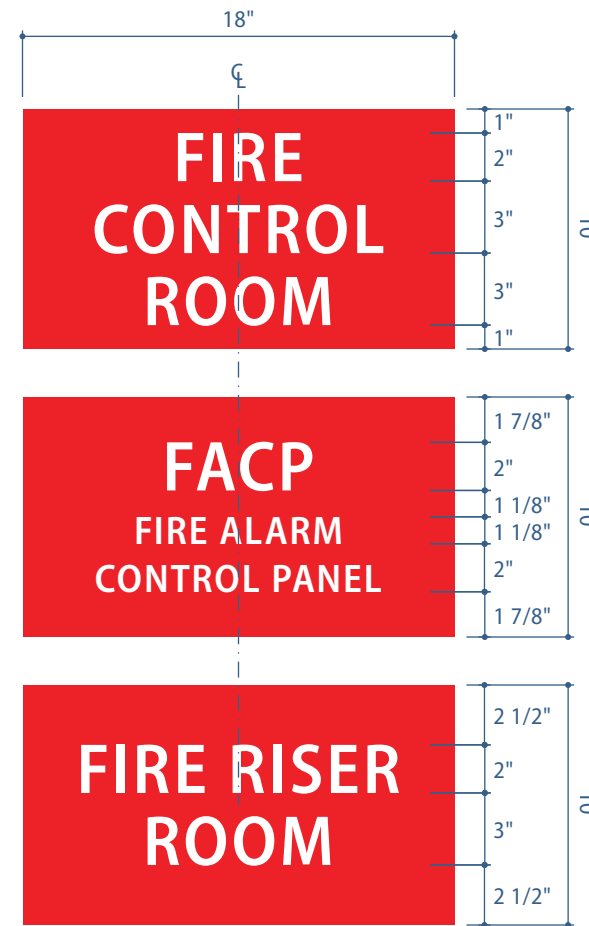 18"
℄
FIRE
CONTROL
ROOM
1"
2"
3"
3"
1"
FACP
FIRE ALARM
CONTROL PANEL
1 7/8"
2"
1 1/8"
1 1/8"
2"
1 7/8"
FIRE RISER
ROOM
2 1/2"
2"
3"
2 1/2"